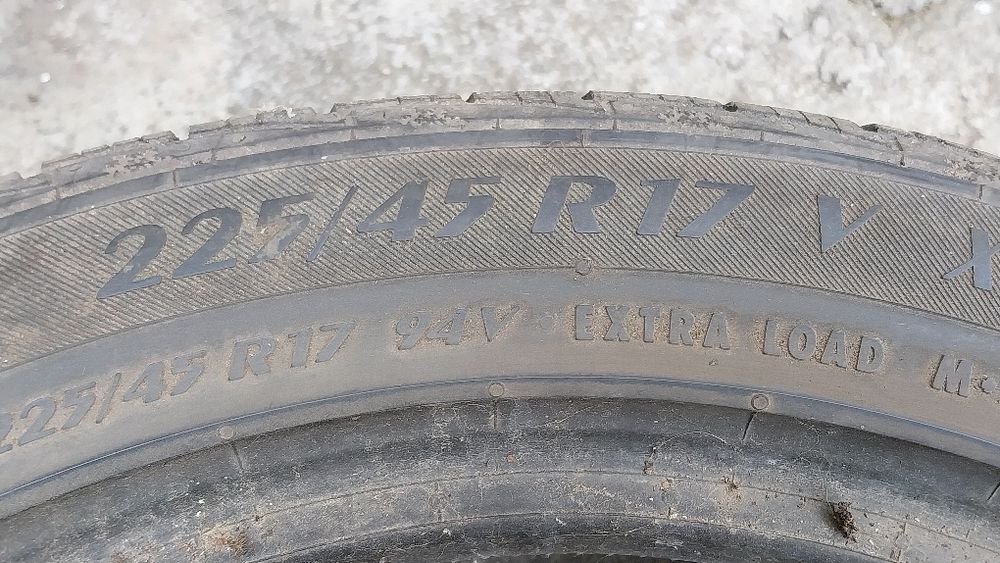 225/45 R17 V X
225/45 R17 94V EXTRA LOAD M+